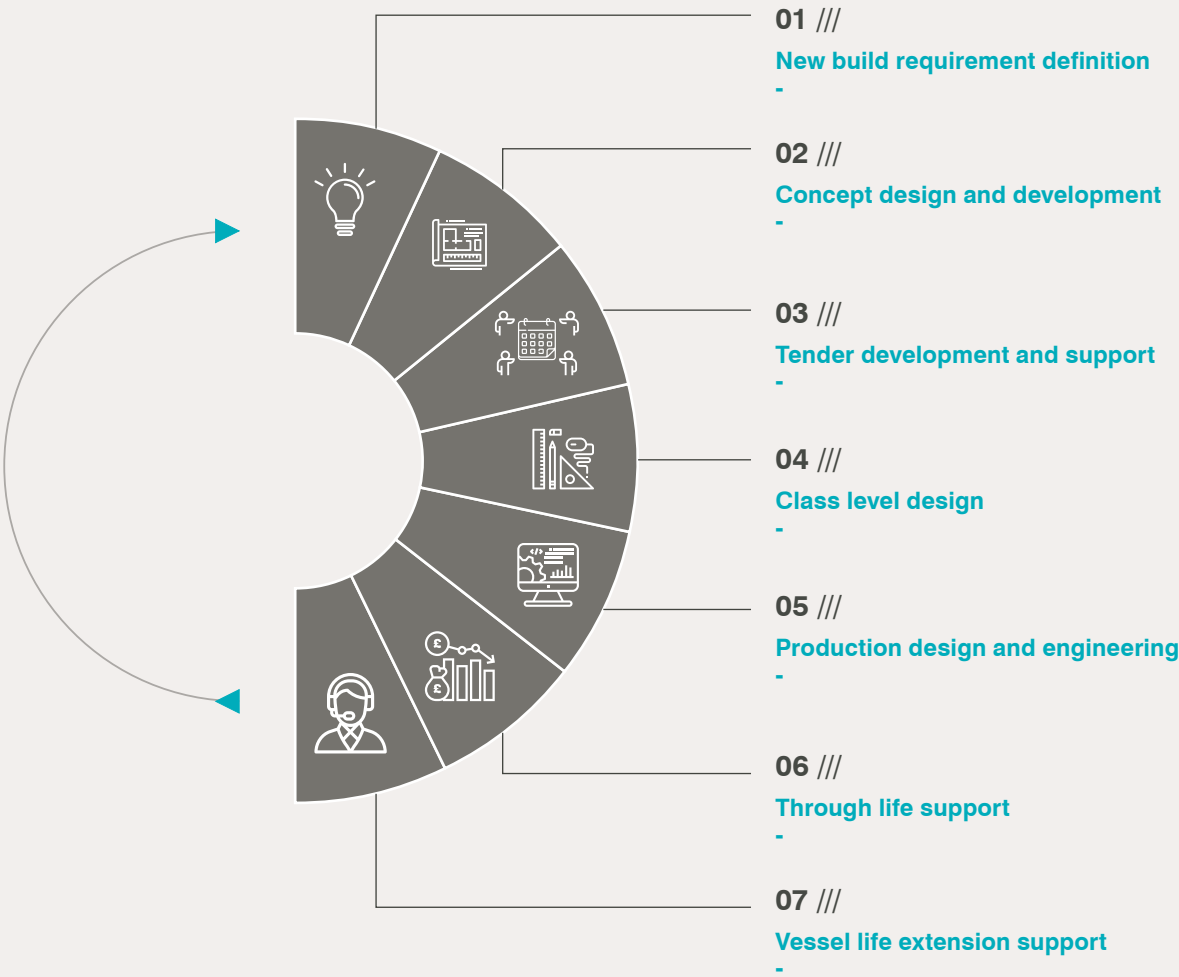 01 ///
New build requirement definition
-
02 ///
Concept design and development
-
03 ///
Tender development and support
-
04 ///
Class level design
-
05 ///
Production design and engineering
-
06 ///
Through life support
-
07 ///
Vessel life extension support
-